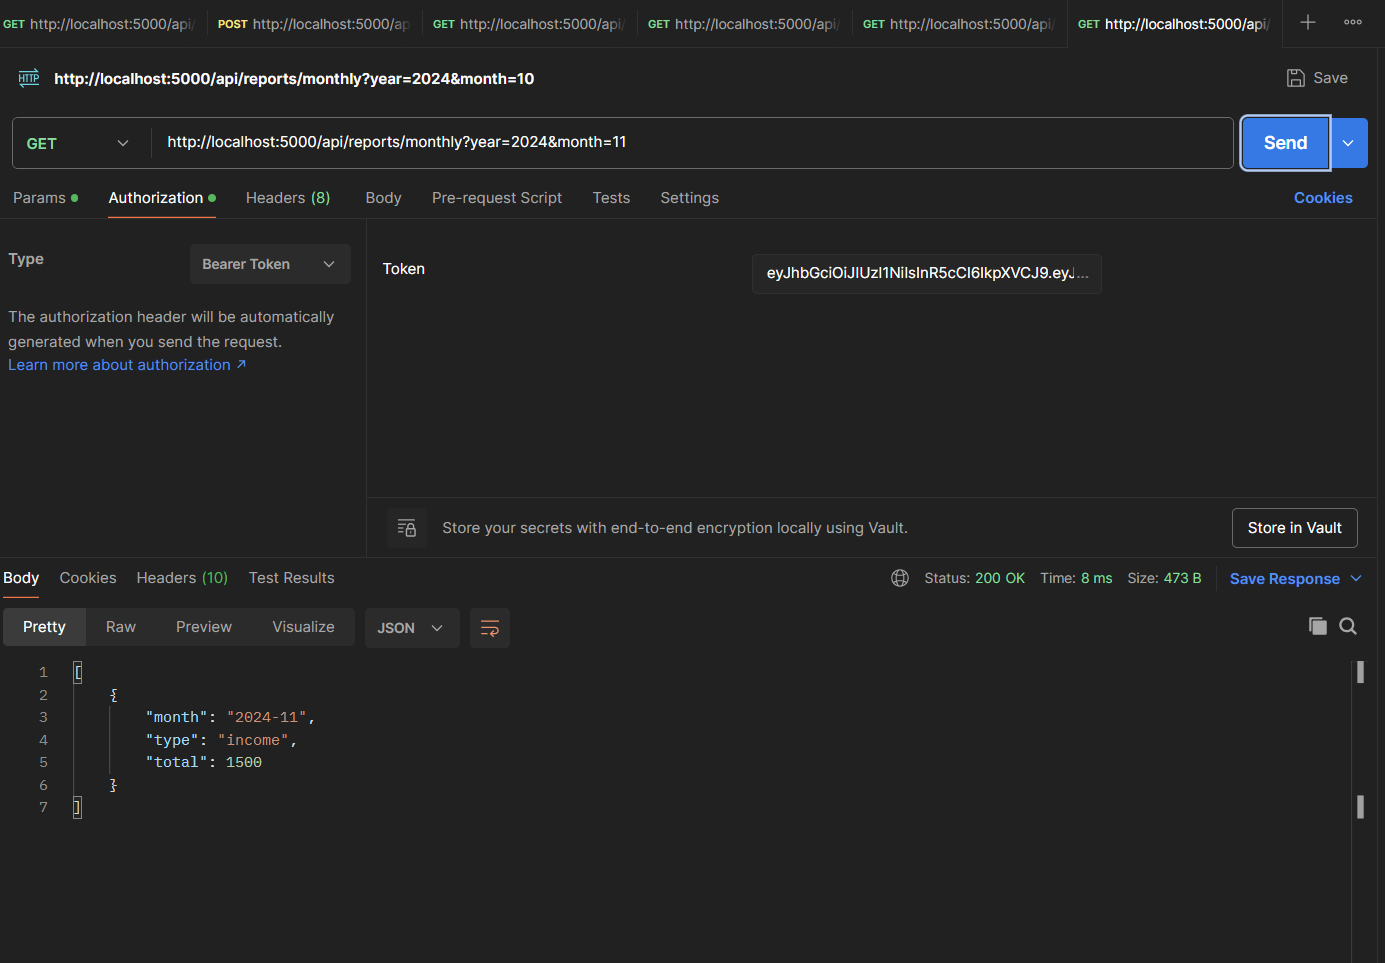 GET http://localhost:5000/api/ POST http://localhost:5000/ap GET http://localhost:5000/api/ GET http://localhost:5000/api/ GET http://localhost:5000/api/ GET http://localhost:5000/api/
HTTP http://localhost:5000/api/reports/monthly?year=2024&month=10 Save
GET http://localhost:5000/api/reports/monthly?year=2024&month=11 Send
Params Authorization Headers (8) Body Pre-request Script Tests Settings Cookies
Type Bearer Token
Token eyJhbGciOiJIUzI1NiIsInR5cCI6IkpXVCJ9.eyJ...
The authorization header will be automatically
generated when you send the request.
Learn more about authorization ↗
Store your secrets with end-to-end encryption locally using Vault. Store in Vault
Body Cookies Headers (10) Test Results Status: 200 OK Time: 8 ms Size: 473 B Save Response
Pretty Raw Preview Visualize JSON
1 [
2 {
3 "month": "2024-11",
4 "type": "income",
5 "total": 1500
6 }
7 ]